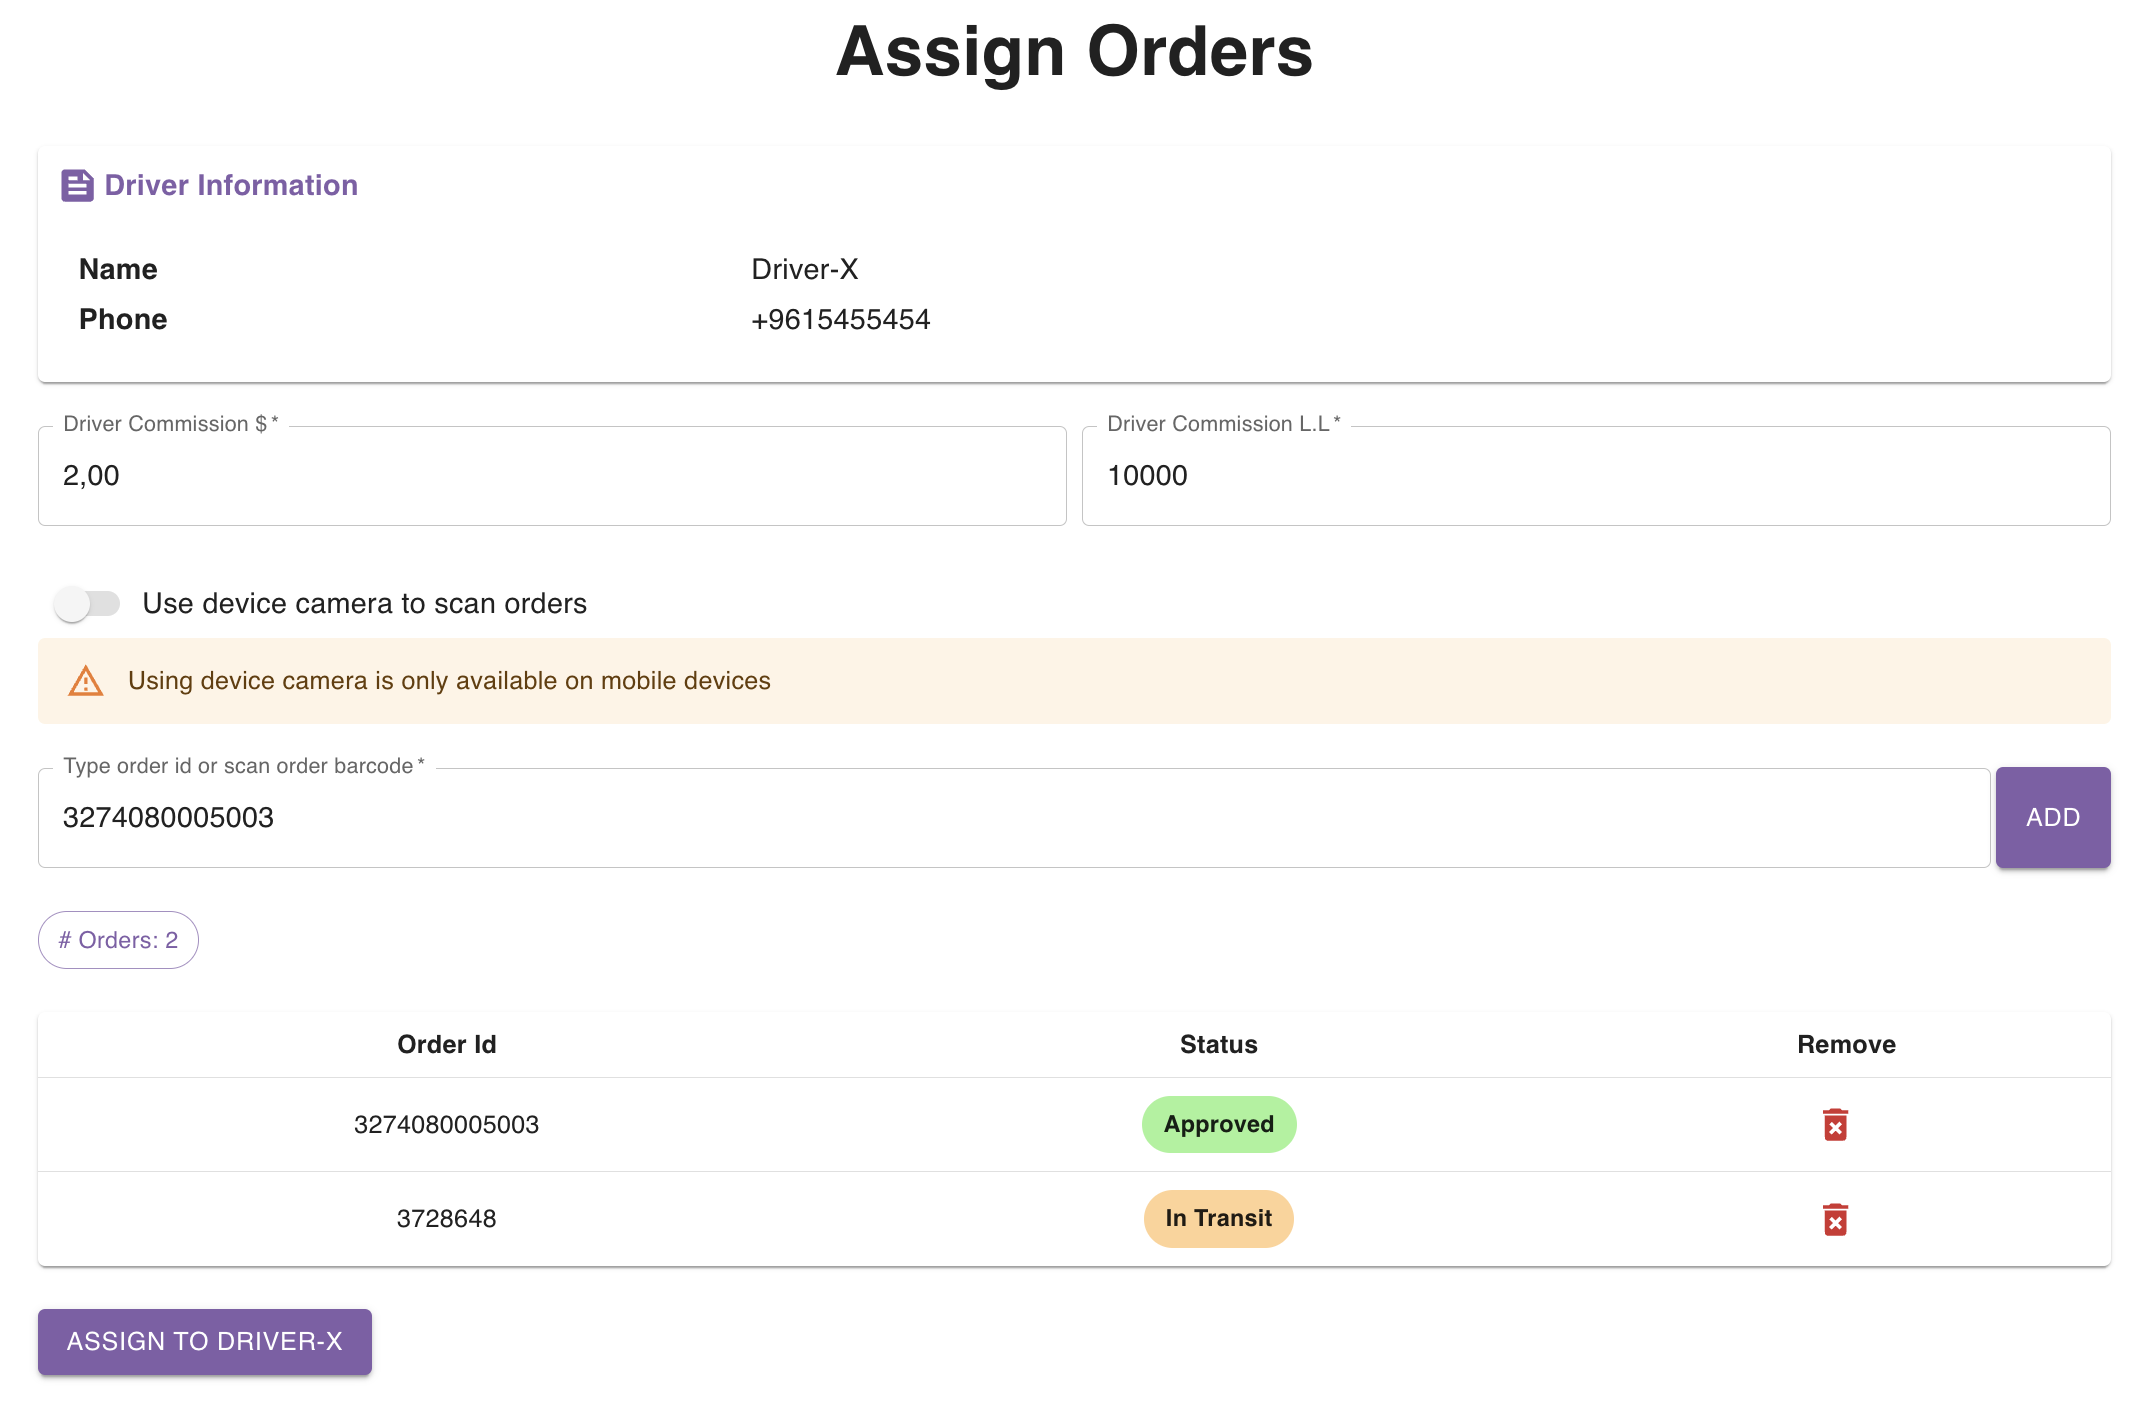 Assign Orders
Driver Information
Name Driver-X
Phone +9615455454
Driver Commission $ * Driver Commission L.L *
2,00 10000
Use device camera to scan orders
Using device camera is only available on mobile devices
Type order id or scan order barcode *
3274080005003 ADD
# Orders: 2
Order Id Status Remove
3274080005003 Approved
3728648 In Transit
ASSIGN TO DRIVER-X